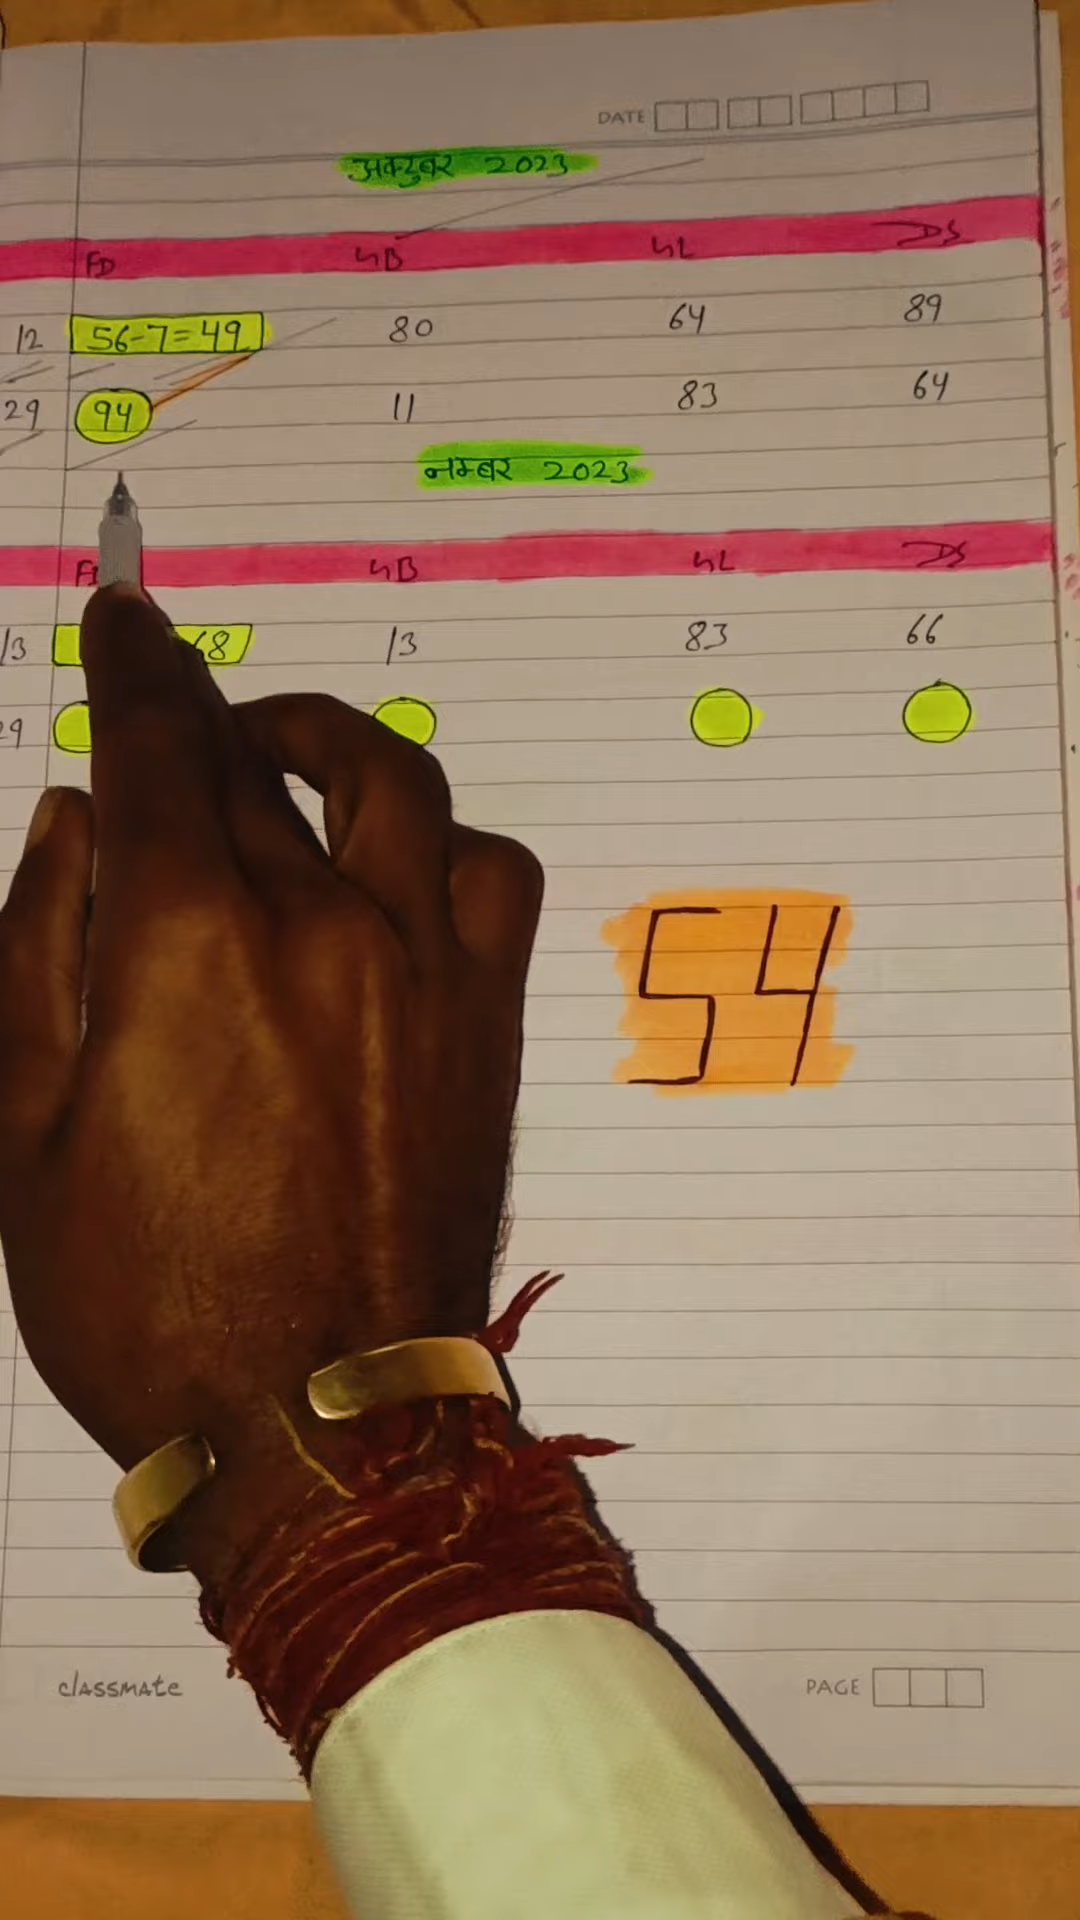 DATE
अक्टुबर 2023
FD GB GL DS
12 56-7=49 80 64 89
29 94 11 83 64
नम्बर 2023
GB GL DS
13 68 13 83 66
29
54
classmate PAGE